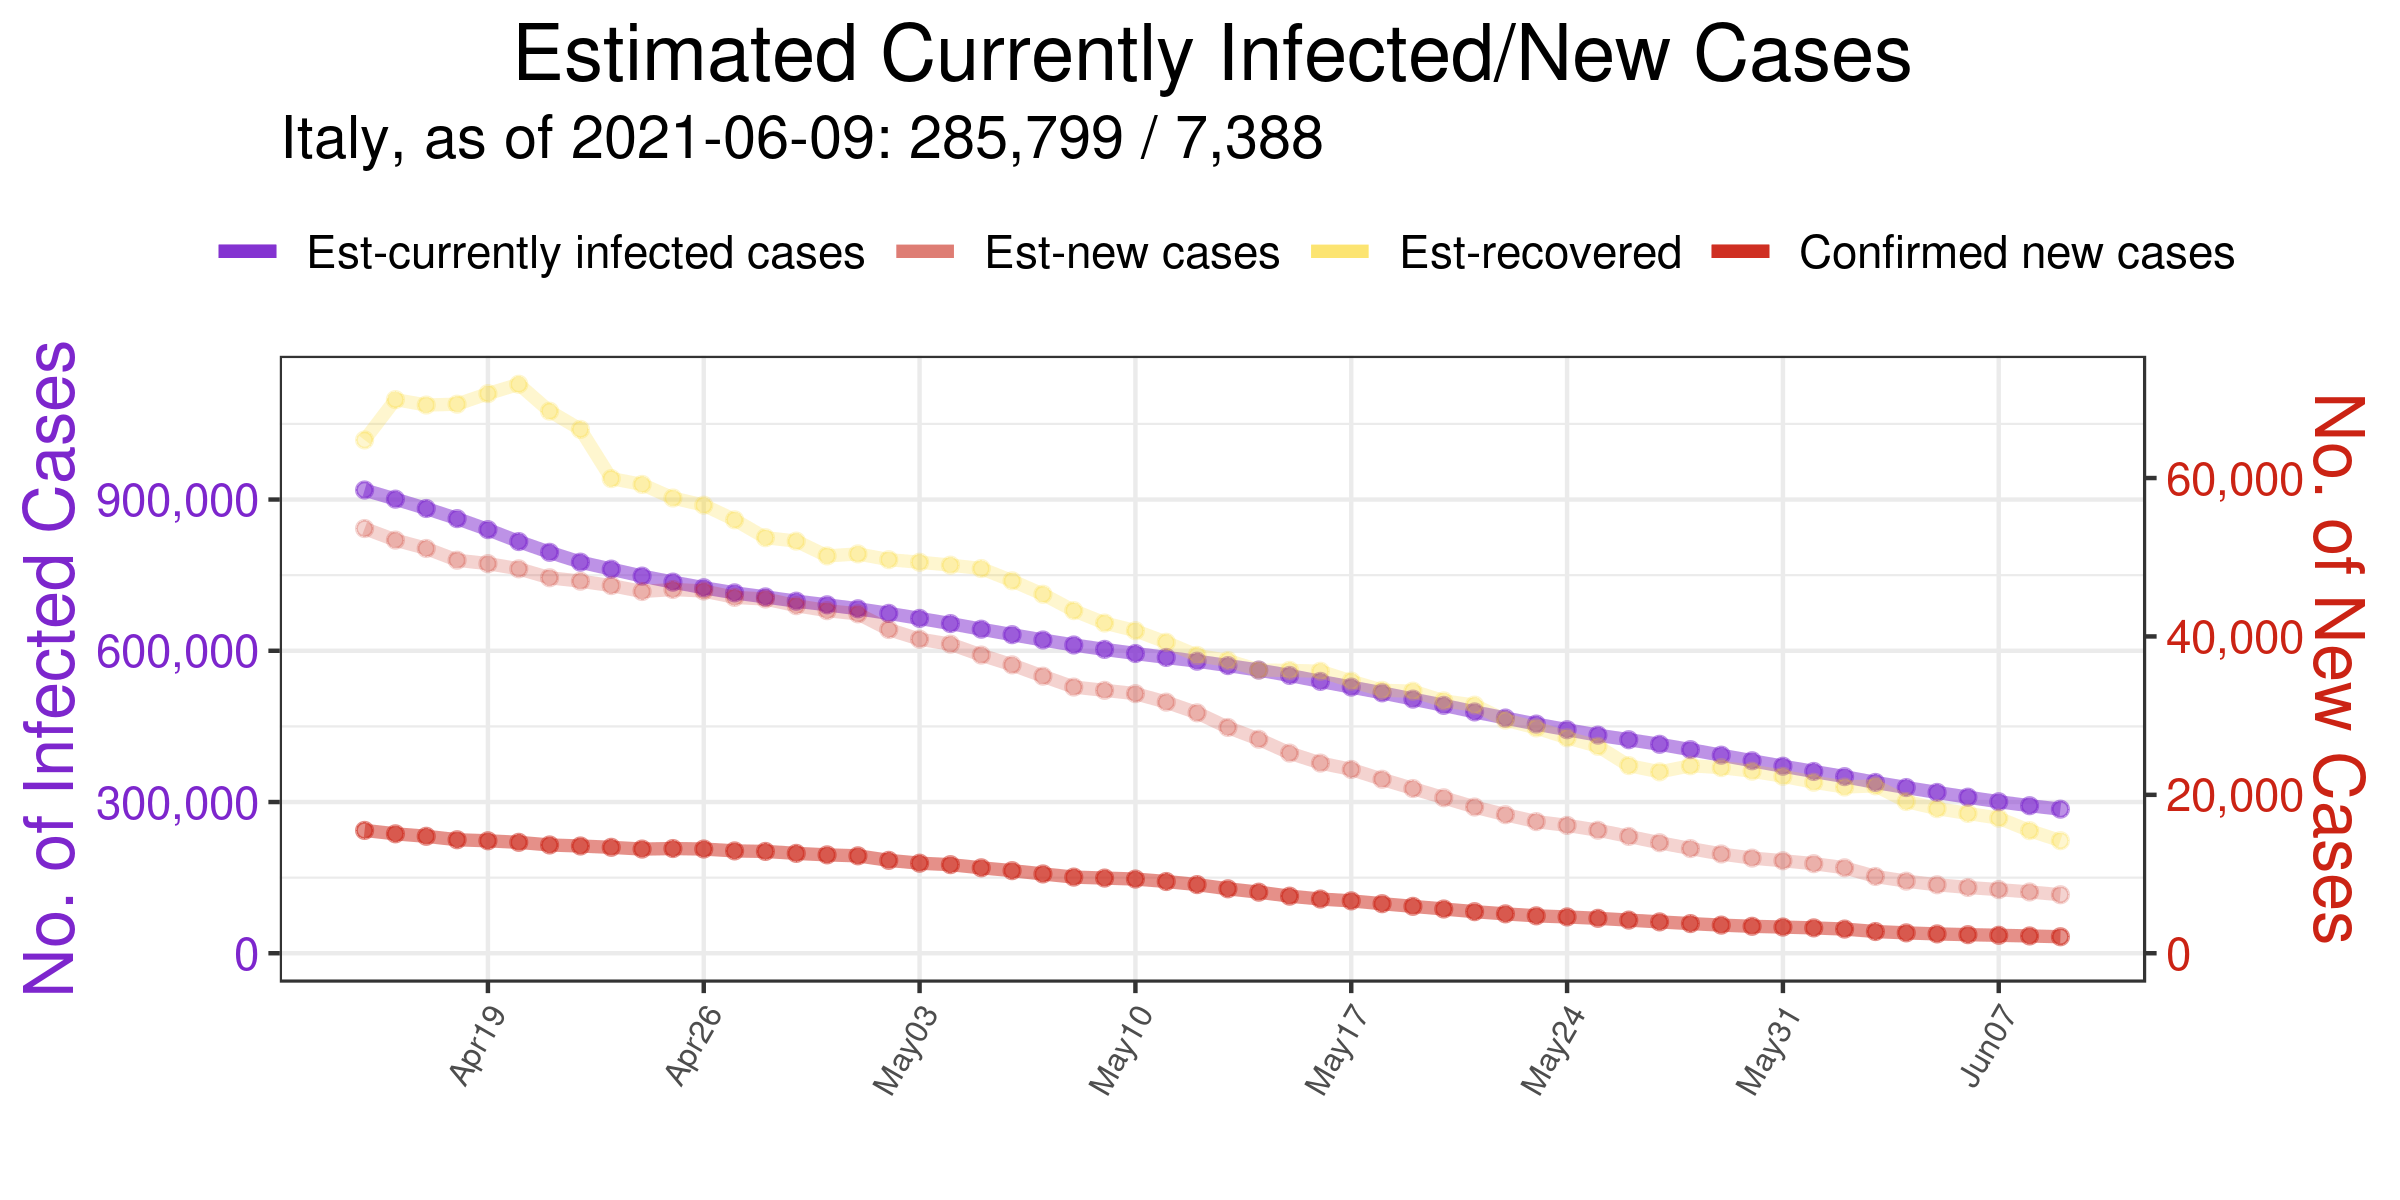 Estimated Currently Infected/New Cases
Italy, as of 2021-06-09: 285,799 / 7,388
Est-currently infected cases Est-new cases Est-recovered Confirmed new cases
No. of Infected Cases
900,000
600,000
300,000
0
60,000
40,000
20,000
0
No. of New Cases
Apr19 Apr26 May03 May10 May17 May24 May31 Jun07